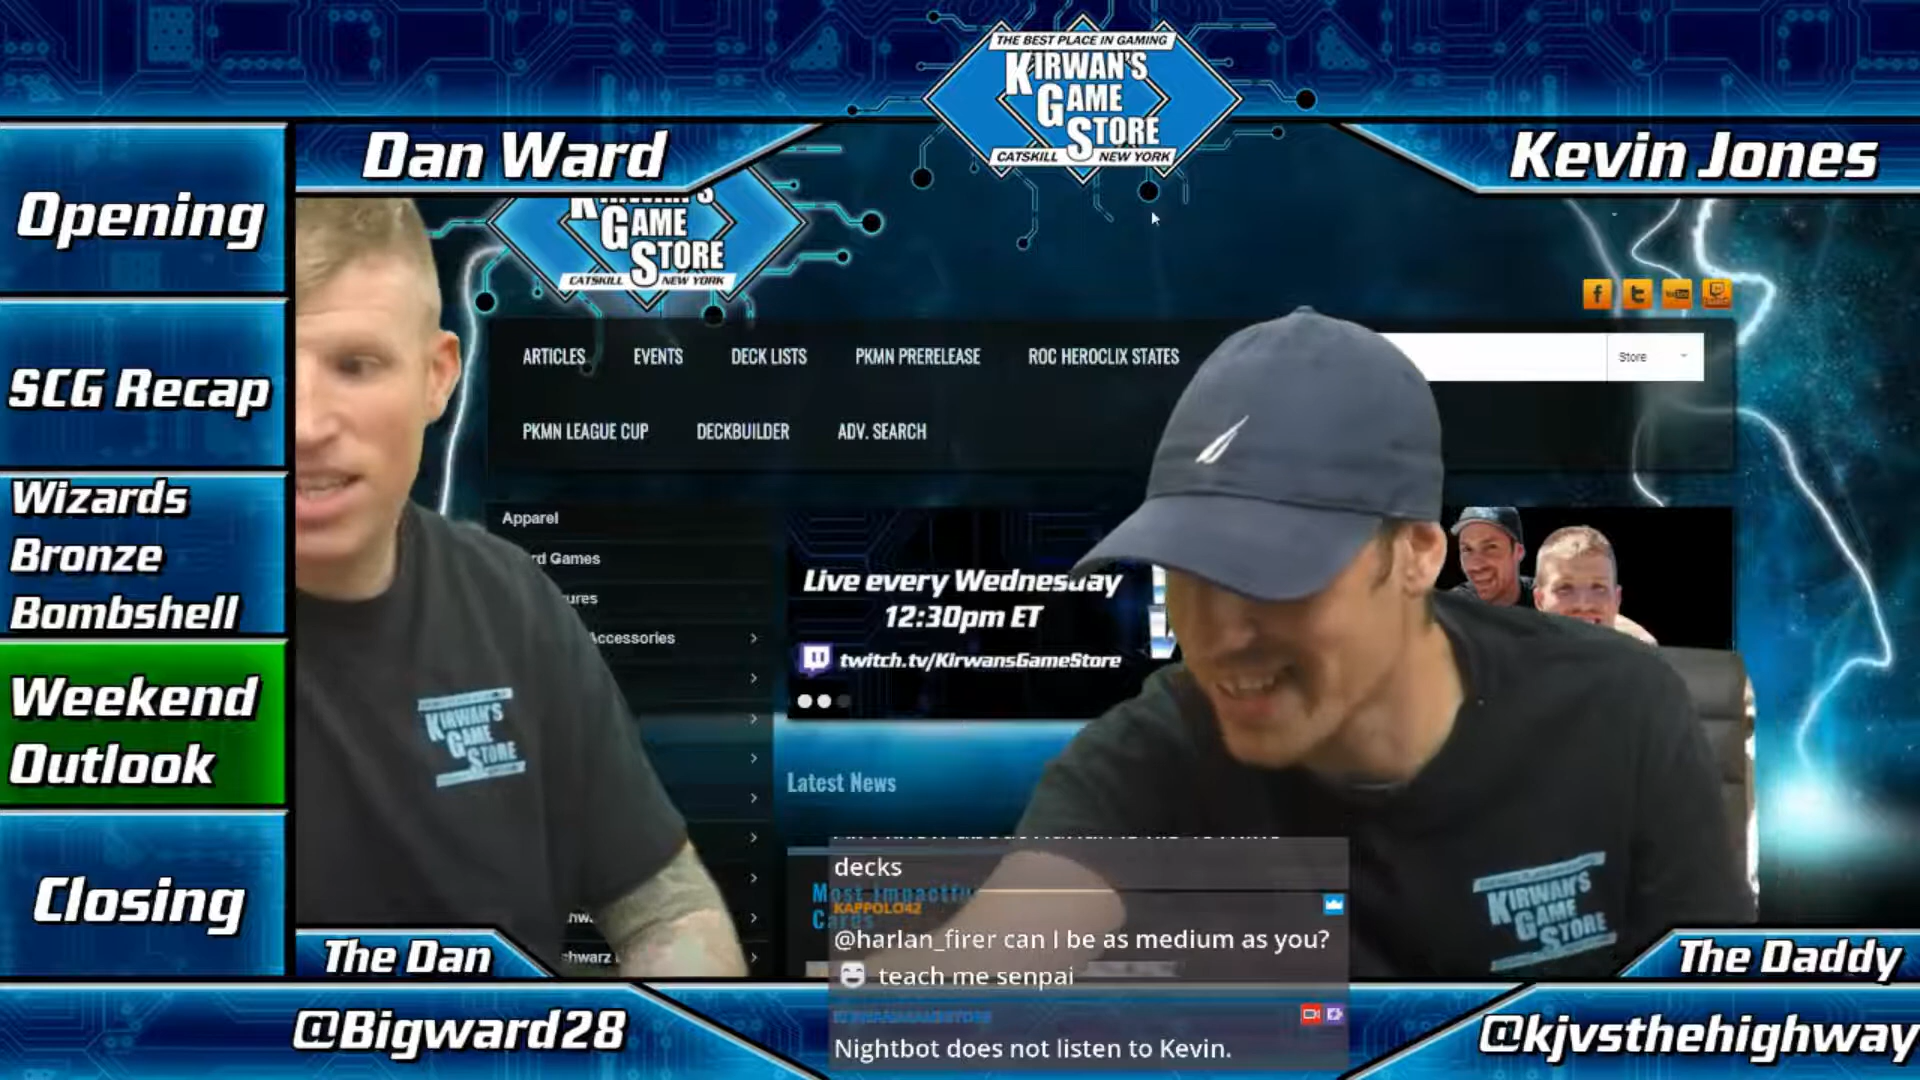 THE BEST PLACE IN GAMING
KIRWAN'S
GAME
STORE
CATSKILL NEW YORK
Dan Ward
Kevin Jones
Opening
SCG Recap
Wizards
Bronze
Bombshell
Weekend
Outlook
Closing
GAME
STORE
CATSKILL NEW YORK
ARTICLES
EVENTS
DECK LISTS
PKMN PRERELEASE
ROC HEROCLIX STATES
Store
PKMN LEAGUE CUP
DECKBUILDER
ADV. SEARCH
Apparel
Games
Accessories
Live every Wednesday
12:30pm ET
twitch.tv/KirwansGameStore
KIRWAN'S
GAME
STORE
Latest News
decks
Most
KAPPOLO42
@harlan_firer can I be as medium as you?
teach me senpai
Nightbot does not listen to Kevin.
KIRWAN'S
GAME
STORE
The Dan
The Daddy
@Bigward28
@kjvsthehighway